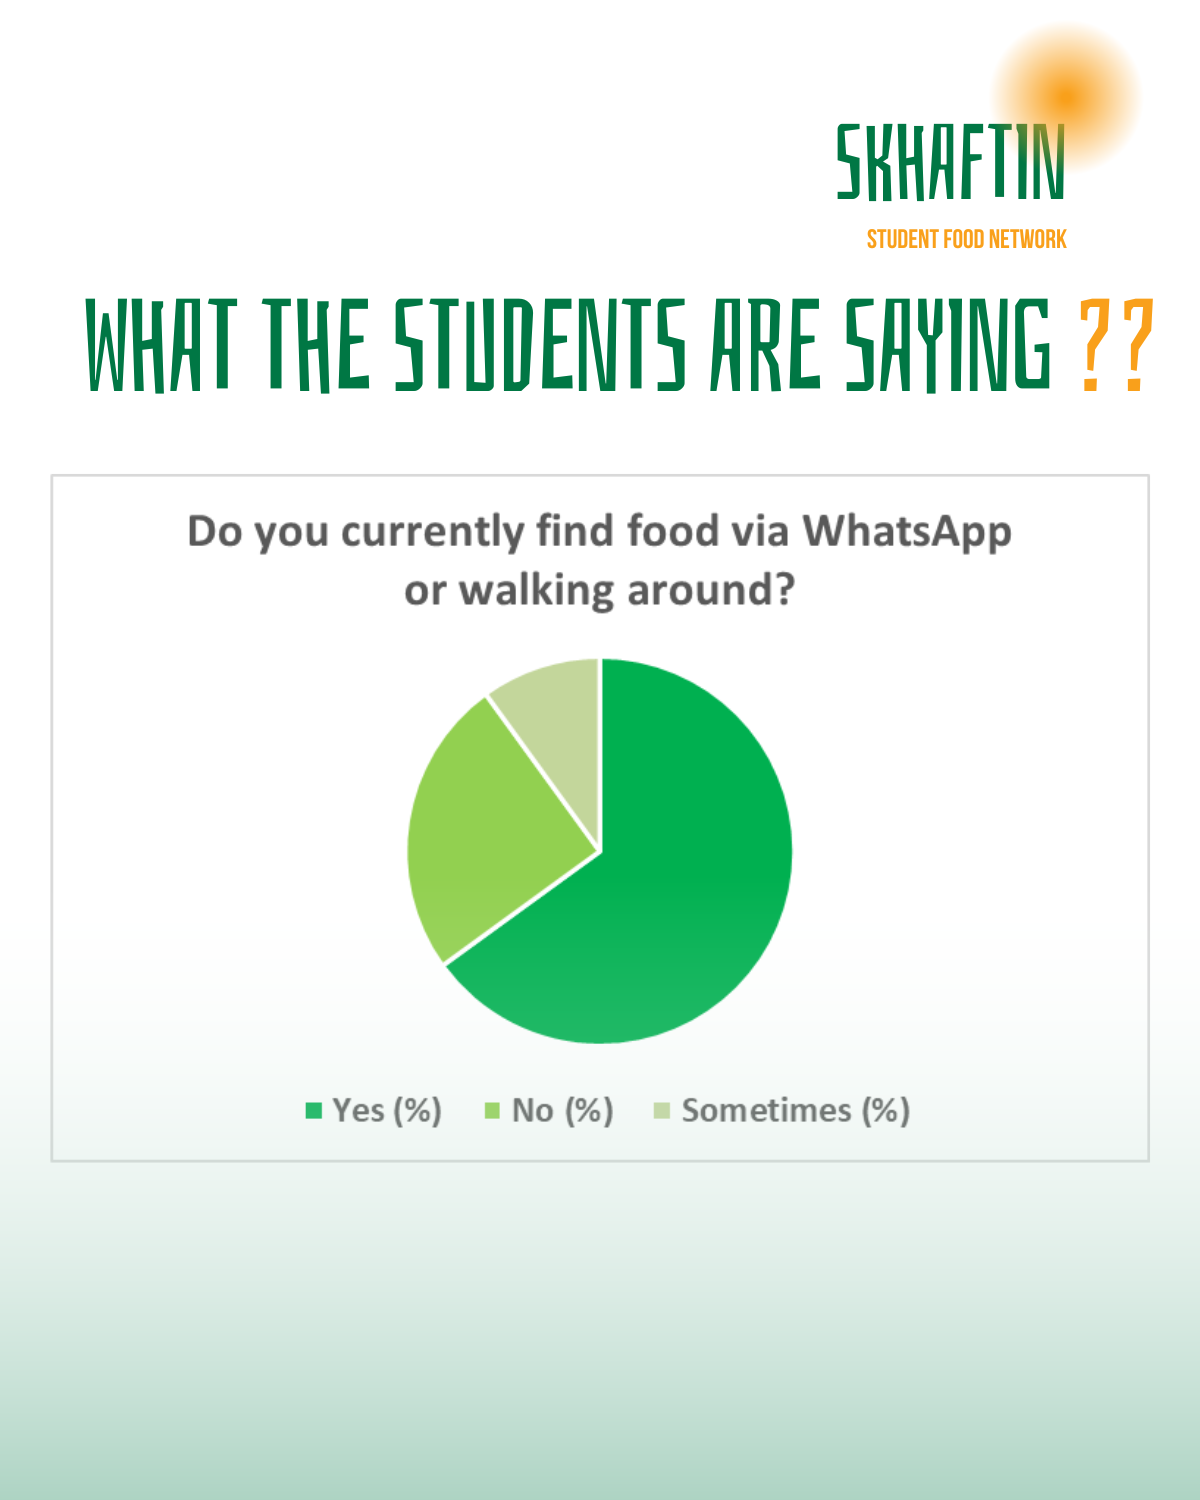 SKHAFTIN
STUDENT FOOD NETWORK
WHAT THE STUDENTS ARE SAYING ??
Do you currently find food via WhatsApp
or walking around?
Yes (%) No (%) Sometimes (%)